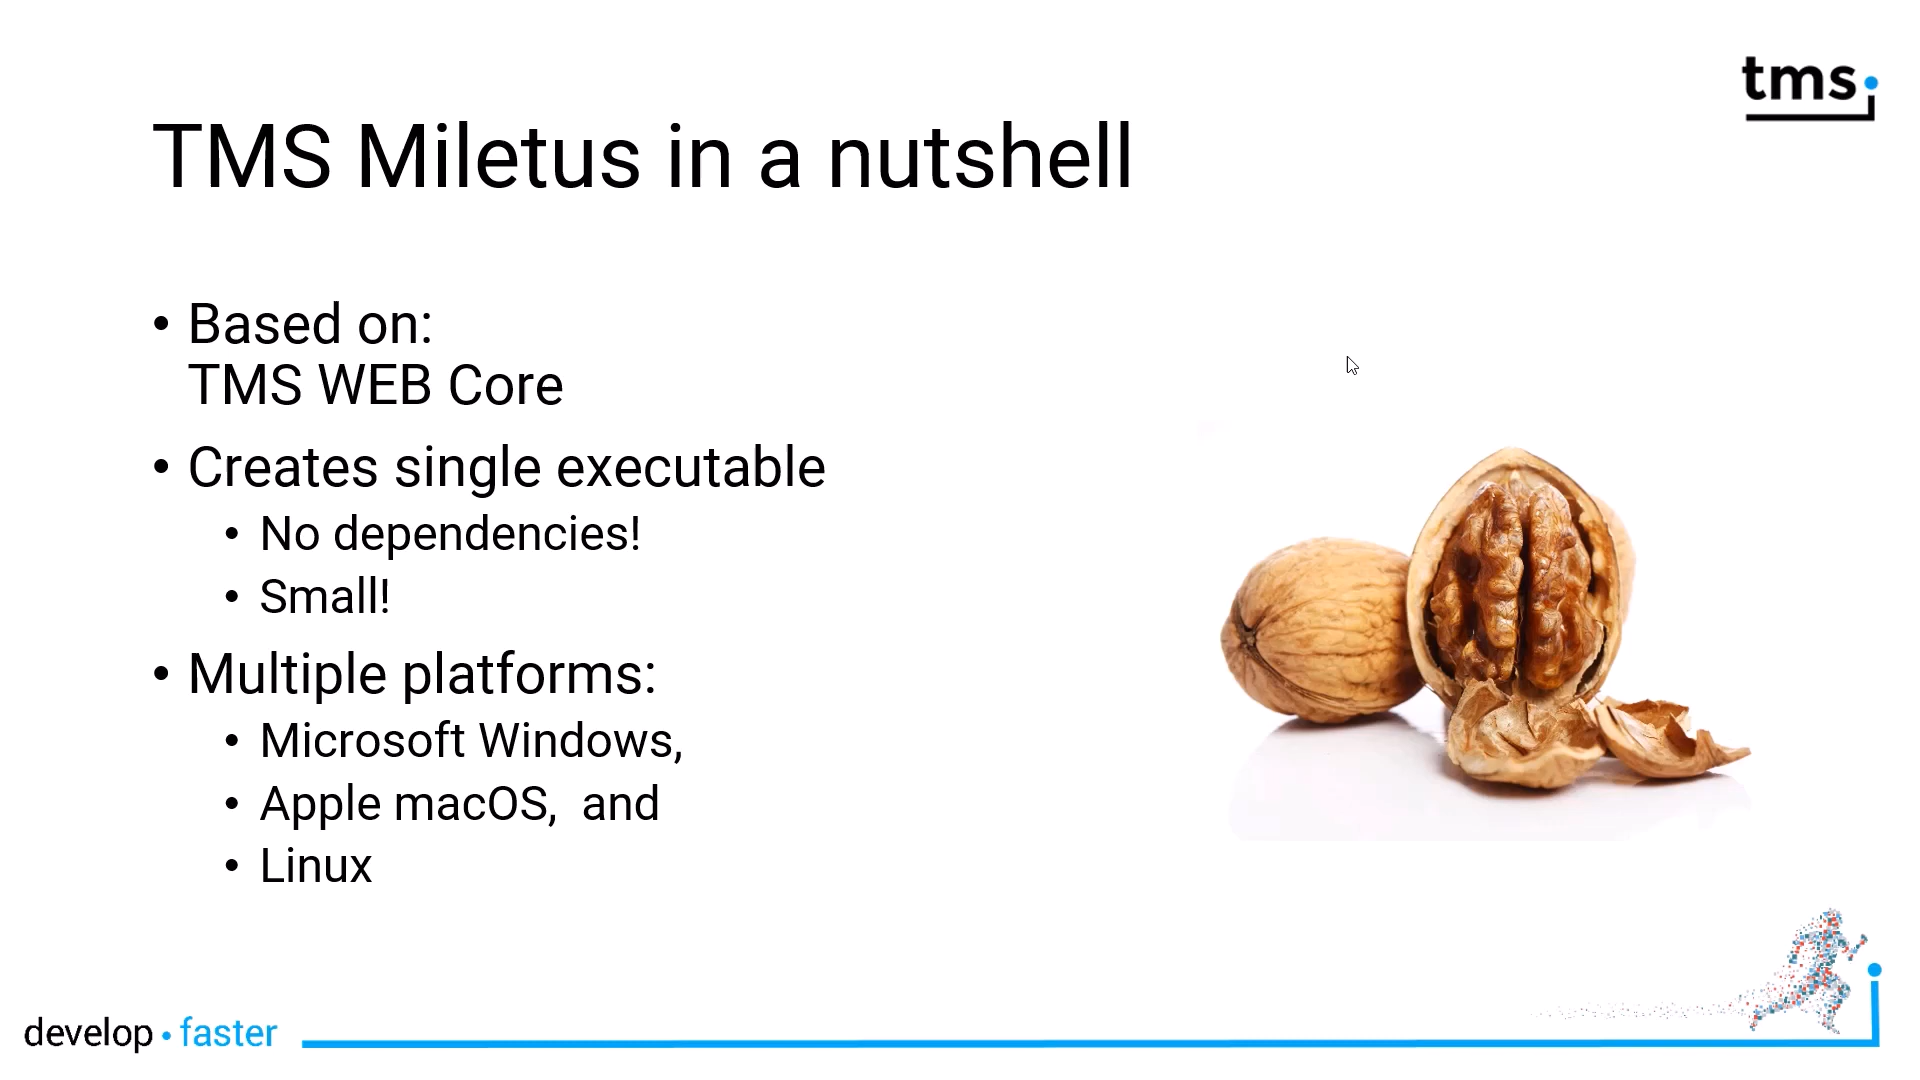 tms
TMS Miletus in a nutshell
• Based on:
TMS WEB Core
• Creates single executable
• No dependencies!
• Small!
• Multiple platforms:
• Microsoft Windows,
• Apple macOS,  and
• Linux
develop • faster